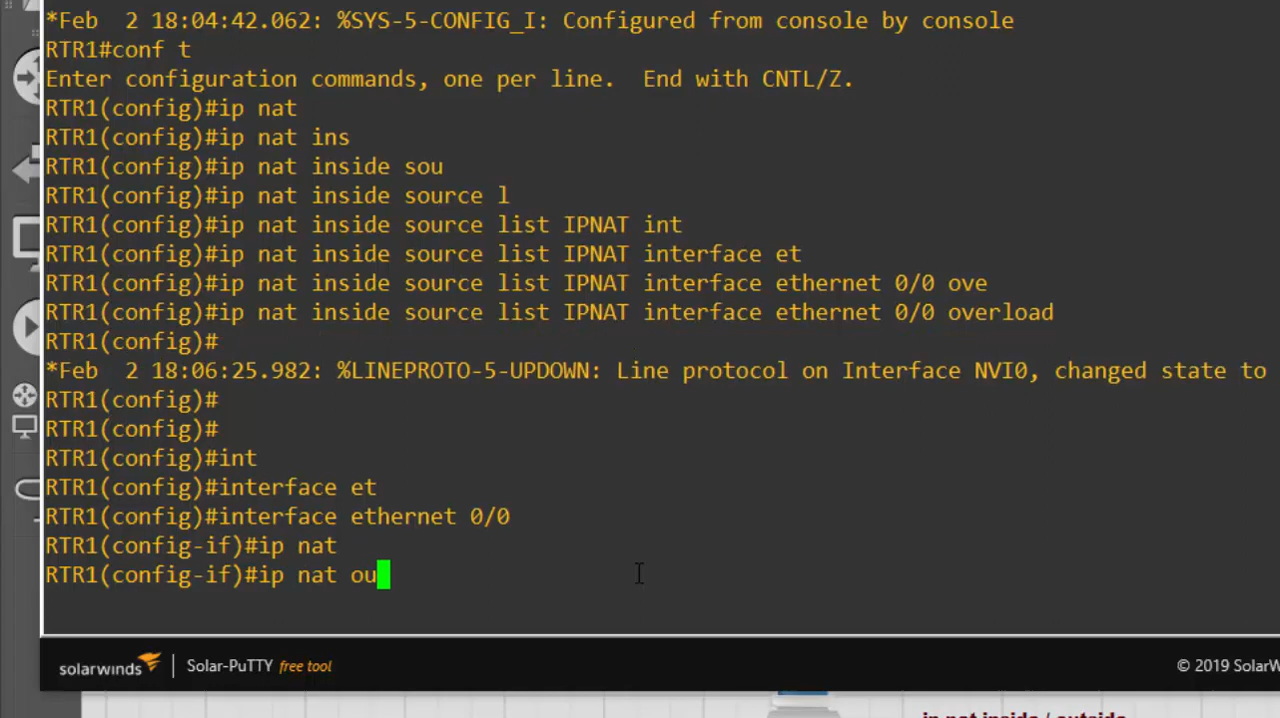 *Feb  2 18:04:42.062: %SYS-5-CONFIG_I: Configured from console by console
RTR1#conf t
Enter configuration commands, one per line.  End with CNTL/Z.
RTR1(config)#ip nat
RTR1(config)#ip nat ins
RTR1(config)#ip nat inside sou
RTR1(config)#ip nat inside source l
RTR1(config)#ip nat inside source list IPNAT int
RTR1(config)#ip nat inside source list IPNAT interface et
RTR1(config)#ip nat inside source list IPNAT interface ethernet 0/0 ove
RTR1(config)#ip nat inside source list IPNAT interface ethernet 0/0 overload
RTR1(config)#
*Feb  2 18:06:25.982: %LINEPROTO-5-UPDOWN: Line protocol on Interface NVI0, changed state to
RTR1(config)#
RTR1(config)#
RTR1(config)#int
RTR1(config)#interface et
RTR1(config)#interface ethernet 0/0
RTR1(config-if)#ip nat
RTR1(config-if)#ip nat ou
solarwinds | Solar-PuTTY free tool © 2019 SolarW
ip nat inside / outside